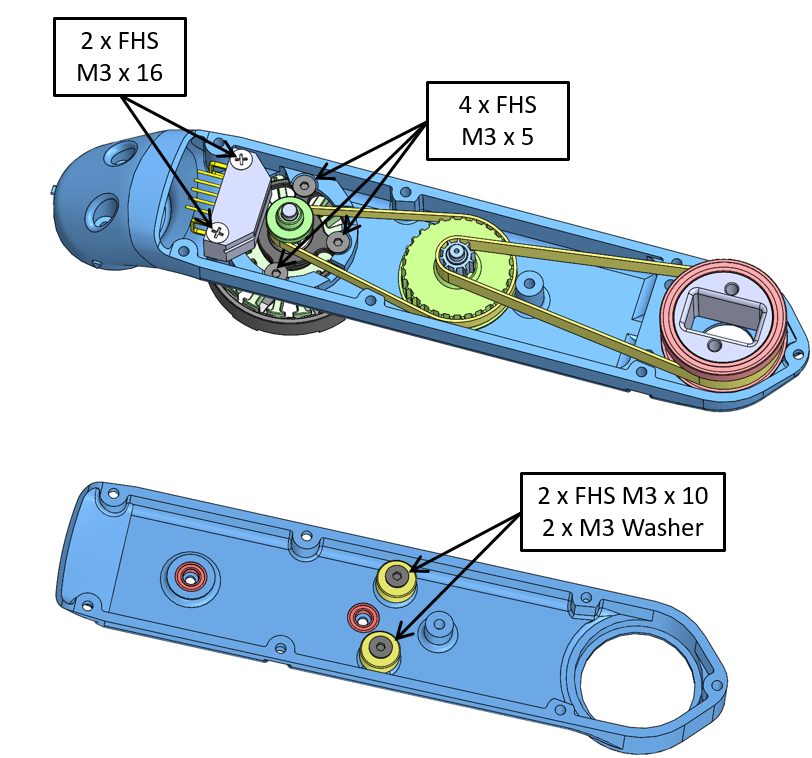 2 x FHS
M3 x 16
4 x FHS
M3 x 5
2 x FHS M3 x 10
2 x M3 Washer